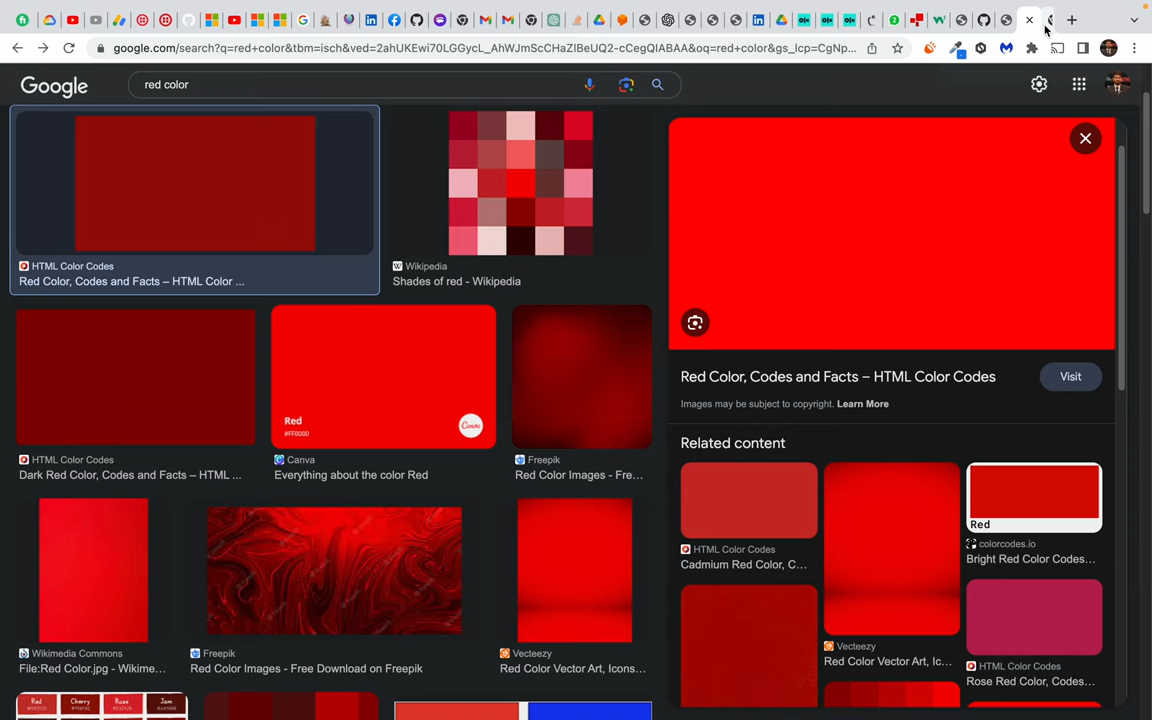 google.com/search?q=red+color&tbm=isch&ved=2ahUKEwi70LGGycL_AhWJmScCHaZlBeUQ2-cCegQIABAA&oq=red+color&gs_lcp=CgNp...
Google
red color
HTML Color Codes
Red Color, Codes and Facts – HTML Color ...
Wikipedia
Shades of red - Wikipedia
Red
#FF0000
Canva
HTML Color Codes
Dark Red Color, Codes and Facts – HTML ...
Canva
Everything about the color Red
Freepik
Red Color Images - Fre...
Wikimedia Commons
File:Red Color.jpg - Wikime...
Freepik
Red Color Images - Free Download on Freepik
Vecteezy
Red Color Vector Art, Icons...
Red
Cherry
Rose
Jam
Red Color, Codes and Facts – HTML Color Codes
Visit
Images may be subject to copyright. Learn More
Related content
HTML Color Codes
Cadmium Red Color, C...
Vecteezy
Red Color Vector Art, Ic...
Red
colorcodes.io
Bright Red Color Codes...
HTML Color Codes
Rose Red Color, Codes...